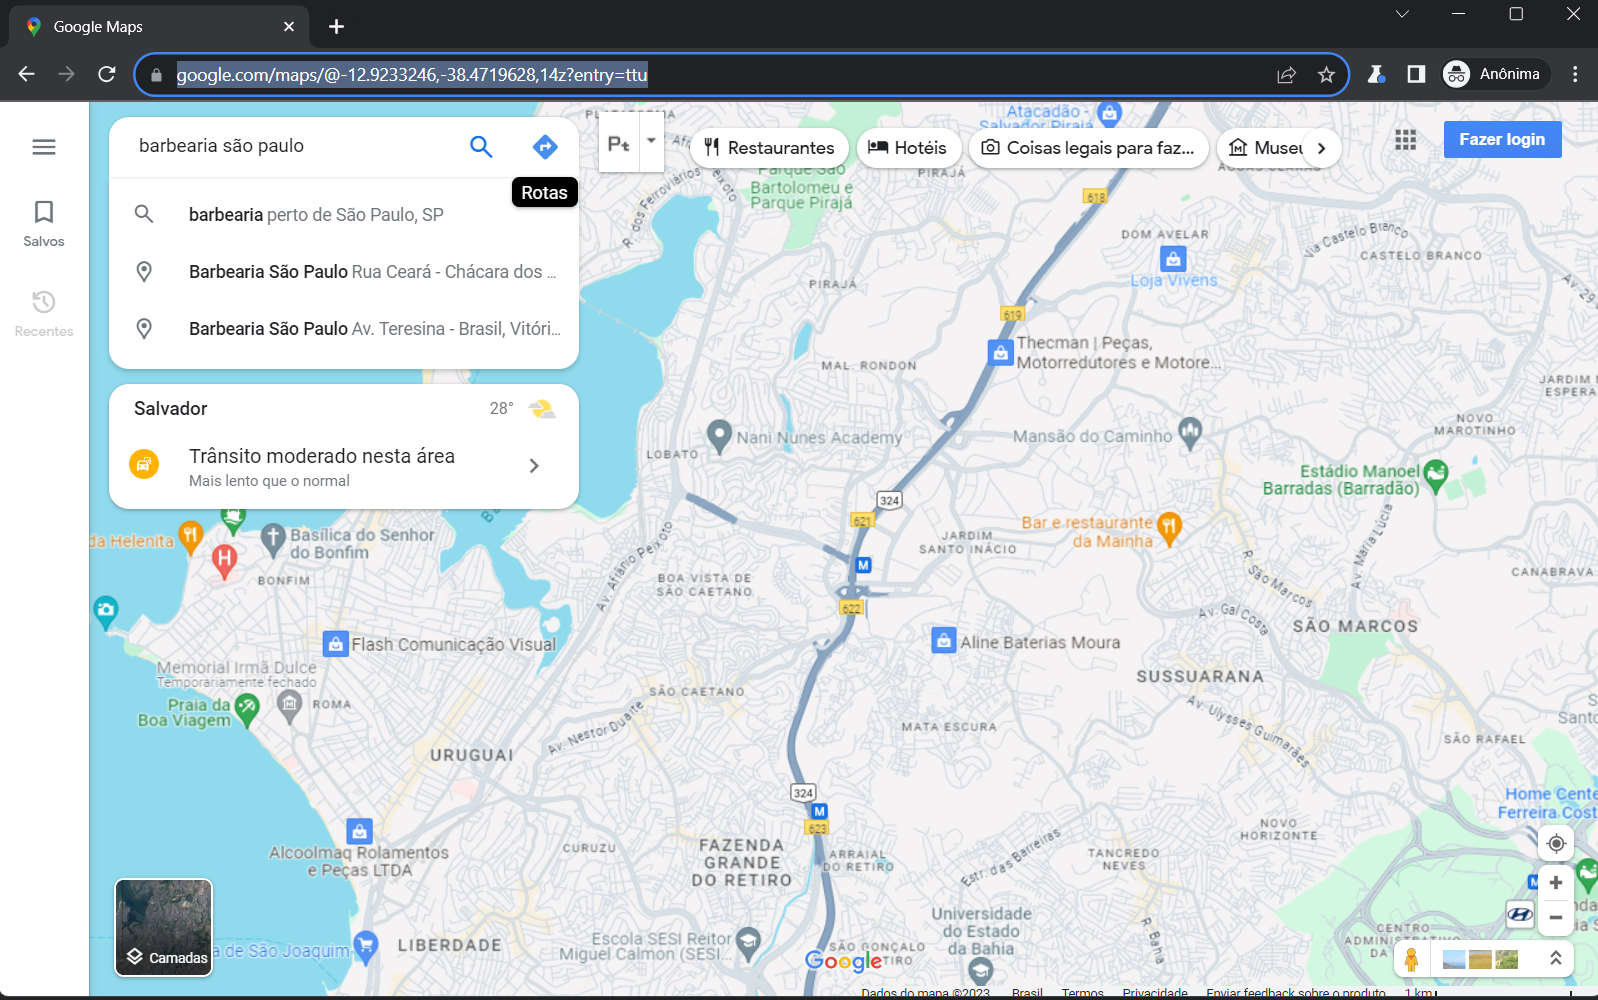 Google Maps
google.com/maps/@-12.9233246,-38.4719628,14z?entry=ttu
Anônima
barbearia são paulo
Rotas
barbearia perto de São Paulo, SP
Barbearia São Paulo Rua Ceará - Chácara dos ...
Barbearia São Paulo Av. Teresina - Brasil, Vitóri...
Salvador
28°
Trânsito moderado nesta área
Mais lento que o normal
Salvos
Recentes
Pt
Restaurantes
Hotéis
Coisas legais para faz...
Museu
Fazer login
Atacadão -
Salvador Pirajá
Parque São
Bartolomeu e
Parque Pirajá
PIRAJÁ
R. dos Ferroviários
618
DOM AVELAR
Loja Vivens
Via Castelo Branco
CASTELO BRANCO
Av. 29
PIRAJÁ
619
Thecman | Peças,
Motorredutores e Motore...
MAL. RONDON
JARDIM
ESPERA
NOVO
MAROTINHO
Nani Nunes Academy
LOBATO
Mansão do Caminho
Estádio Manoel
Barradas (Barradão)
324
621
Bar e restaurante
da Mainha
JARDIM
SANTO INÁCIO
Av. Maria Lúcia
CANABRAVA
da Helenita
H
Basílica do Senhor
do Bonfim
BONFIM
Av. Afrânio Peixoto
M
BOA VISTA DE
SÃO CAETANO
622
R. São Marcos
Av. Gal Costa
SÃO MARCOS
Flash Comunicação Visual
Aline Baterias Moura
Memorial Irmã Dulce
Temporariamente fechado
SUSSUARANA
SÃO CAETANO
Praia da
Boa Viagem
ROMA
Av. Nestor Duarte
MATA ESCURA
Av. Ulysses Guimarães
Santo
SÃO RAFAEL
URUGUAI
324
M
623
Home Cente
Ferreira Cost
NOVO
HORIZONTE
Alcoolmaq Rolamentos
e Peças LTDA
CURUZU
FAZENDA
GRANDE
DO RETIRO
ARRAIAL
DO RETIRO
Estr. das Barreiras
TANCREDO
NEVES
M
Universidade
do Estado
da Bahia
R. Bahia
CENTRO
ADMINISTRATIVO
DA
Camadas
a de São Joaquim
LIBERDADE
Escola SESI Reitor
Miguel Calmon (SESI...
SÃO GONÇALO
RETIRO
Google
Dados do mapa ©2023
Brasil
Termos
Privacidade
Enviar feedback sobre o produto
1 km